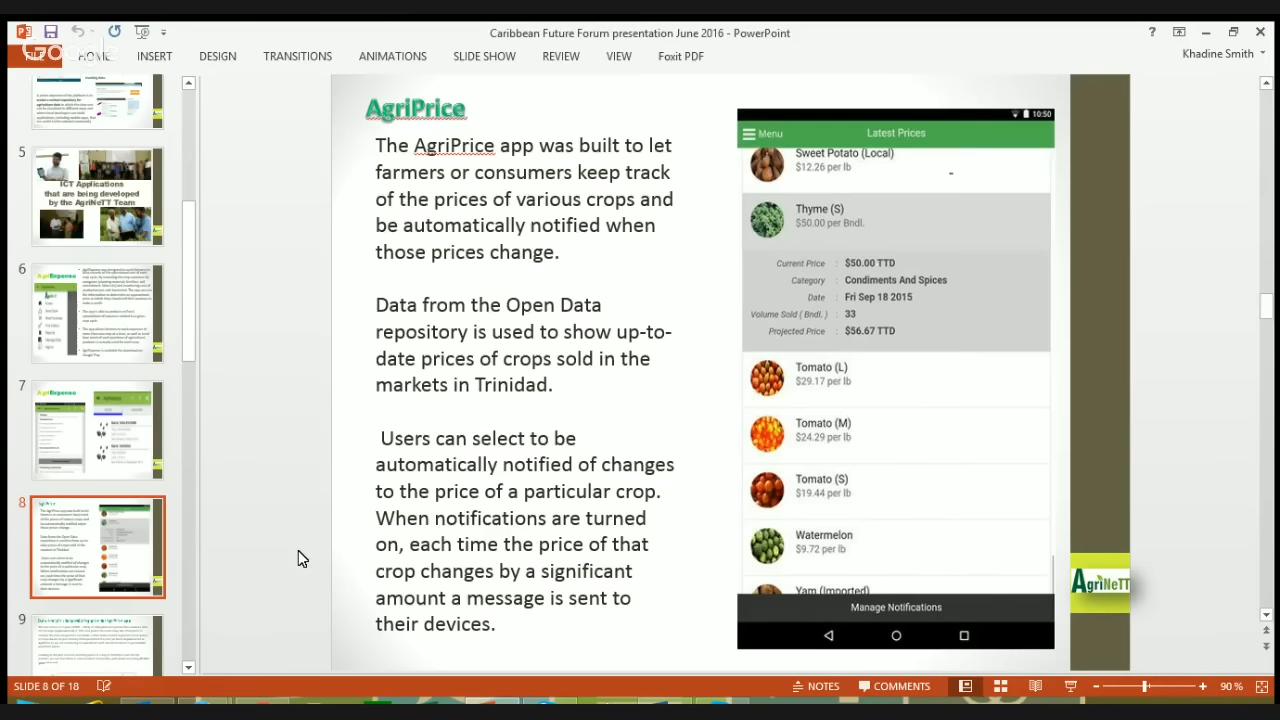 Caribbean Future Forum presentation June 2016 - PowerPoint
Google
Khadine Smith
FILE HOME INSERT DESIGN TRANSITIONS ANIMATIONS SLIDE SHOW REVIEW VIEW Foxit PDF
5
ICT Applications
that are being developed
by the AgriNeTT Team
6
AgriExpense
7
AgriExpense
8
9
AgriPrice
The AgriPrice app was built to let
farmers or consumers keep track
of the prices of various crops and
be automatically notified when
those prices change.
Data from the Open Data
repository is used to show up-to-
date prices of crops sold in the
markets in Trinidad.
Users can select to be
automatically notified of changes
to the price of a particular crop.
When notifications are turned
on, each time the price of that
crop changes by a significant
amount a message is sent to
their devices.
10:50
Menu Latest Prices
Sweet Potato (Local)
$12.26 per lb
Thyme (S)
$50.00 per Bndl.
Current Price : $50.00 TTD
Category : Condiments And Spices
Date : Fri Sep 18 2015
Volume Sold ( Bndl. ) : 33
Projected Price : $56.67 TTD
Tomato (L)
$29.17 per lb
Tomato (M)
$24.29 per lb
Tomato (S)
$19.44 per lb
Watermelon
$9.72 per lb
Yam (Imported)
Manage Notifications
AgriNeTT
SLIDE 8 OF 18
NOTES COMMENTS 90 %